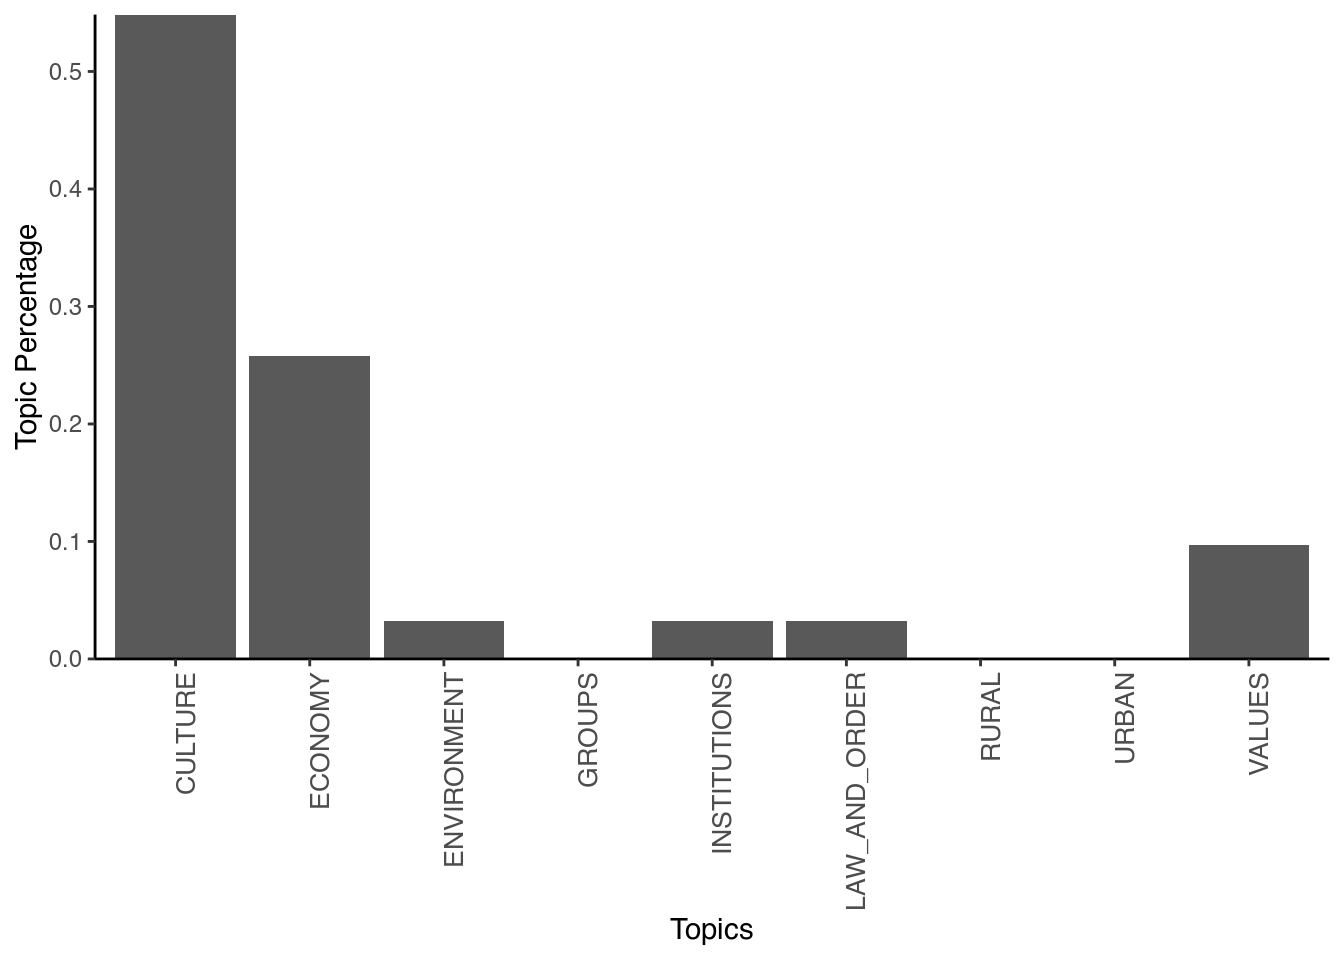 Topic Percentage
0.5
0.4
0.3
0.2
0.1
0.0
CULTURE
ECONOMY
ENVIRONMENT
GROUPS
INSTITUTIONS
LAW_AND_ORDER
RURAL
URBAN
VALUES
Topics